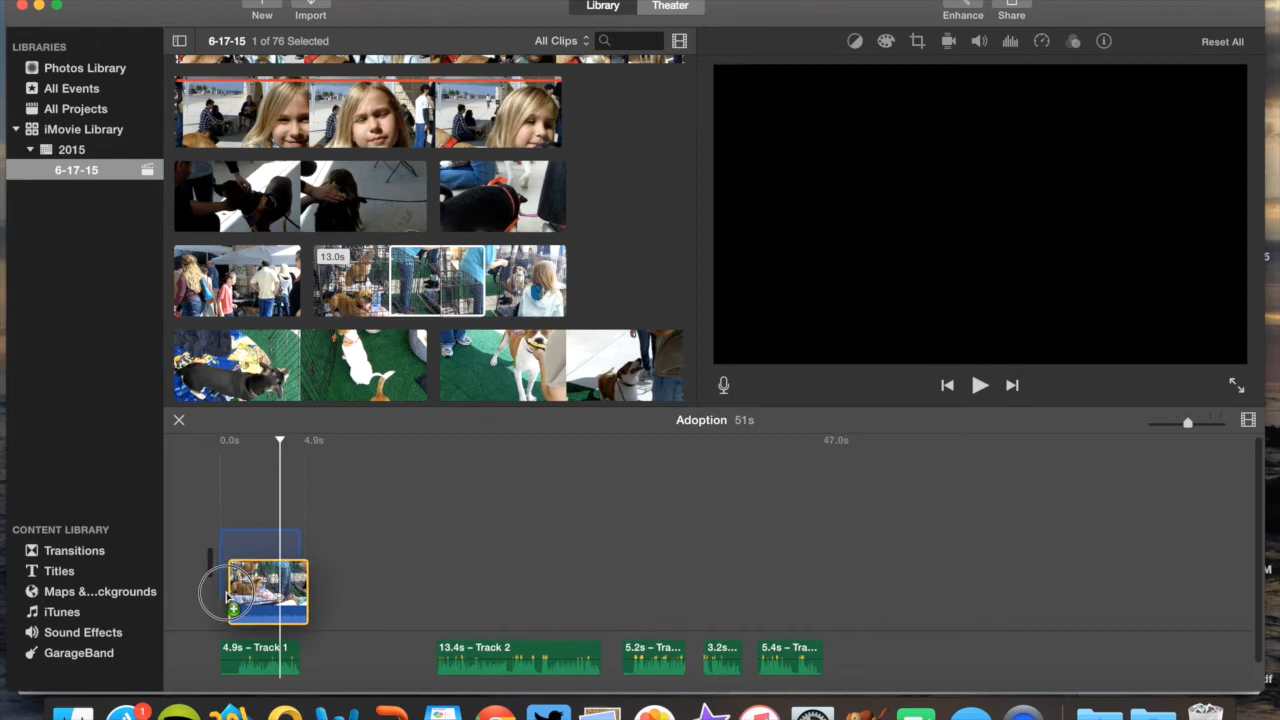 New
Import
Library
Theater
Enhance
Share
LIBRARIES
Photos Library
All Events
All Projects
iMovie Library
2015
6-17-15
6-17-15 1 of 76 Selected
All Clips
Reset All
13.0s
Adoption 51s
0.0s
4.9s
47.0s
4.9s – Track 1
13.4s – Track 2
5.2s – Tra...
3.2s...
5.4s – Tra...
CONTENT LIBRARY
Transitions
Titles
Maps &...ckgrounds
iTunes
Sound Effects
GarageBand
1